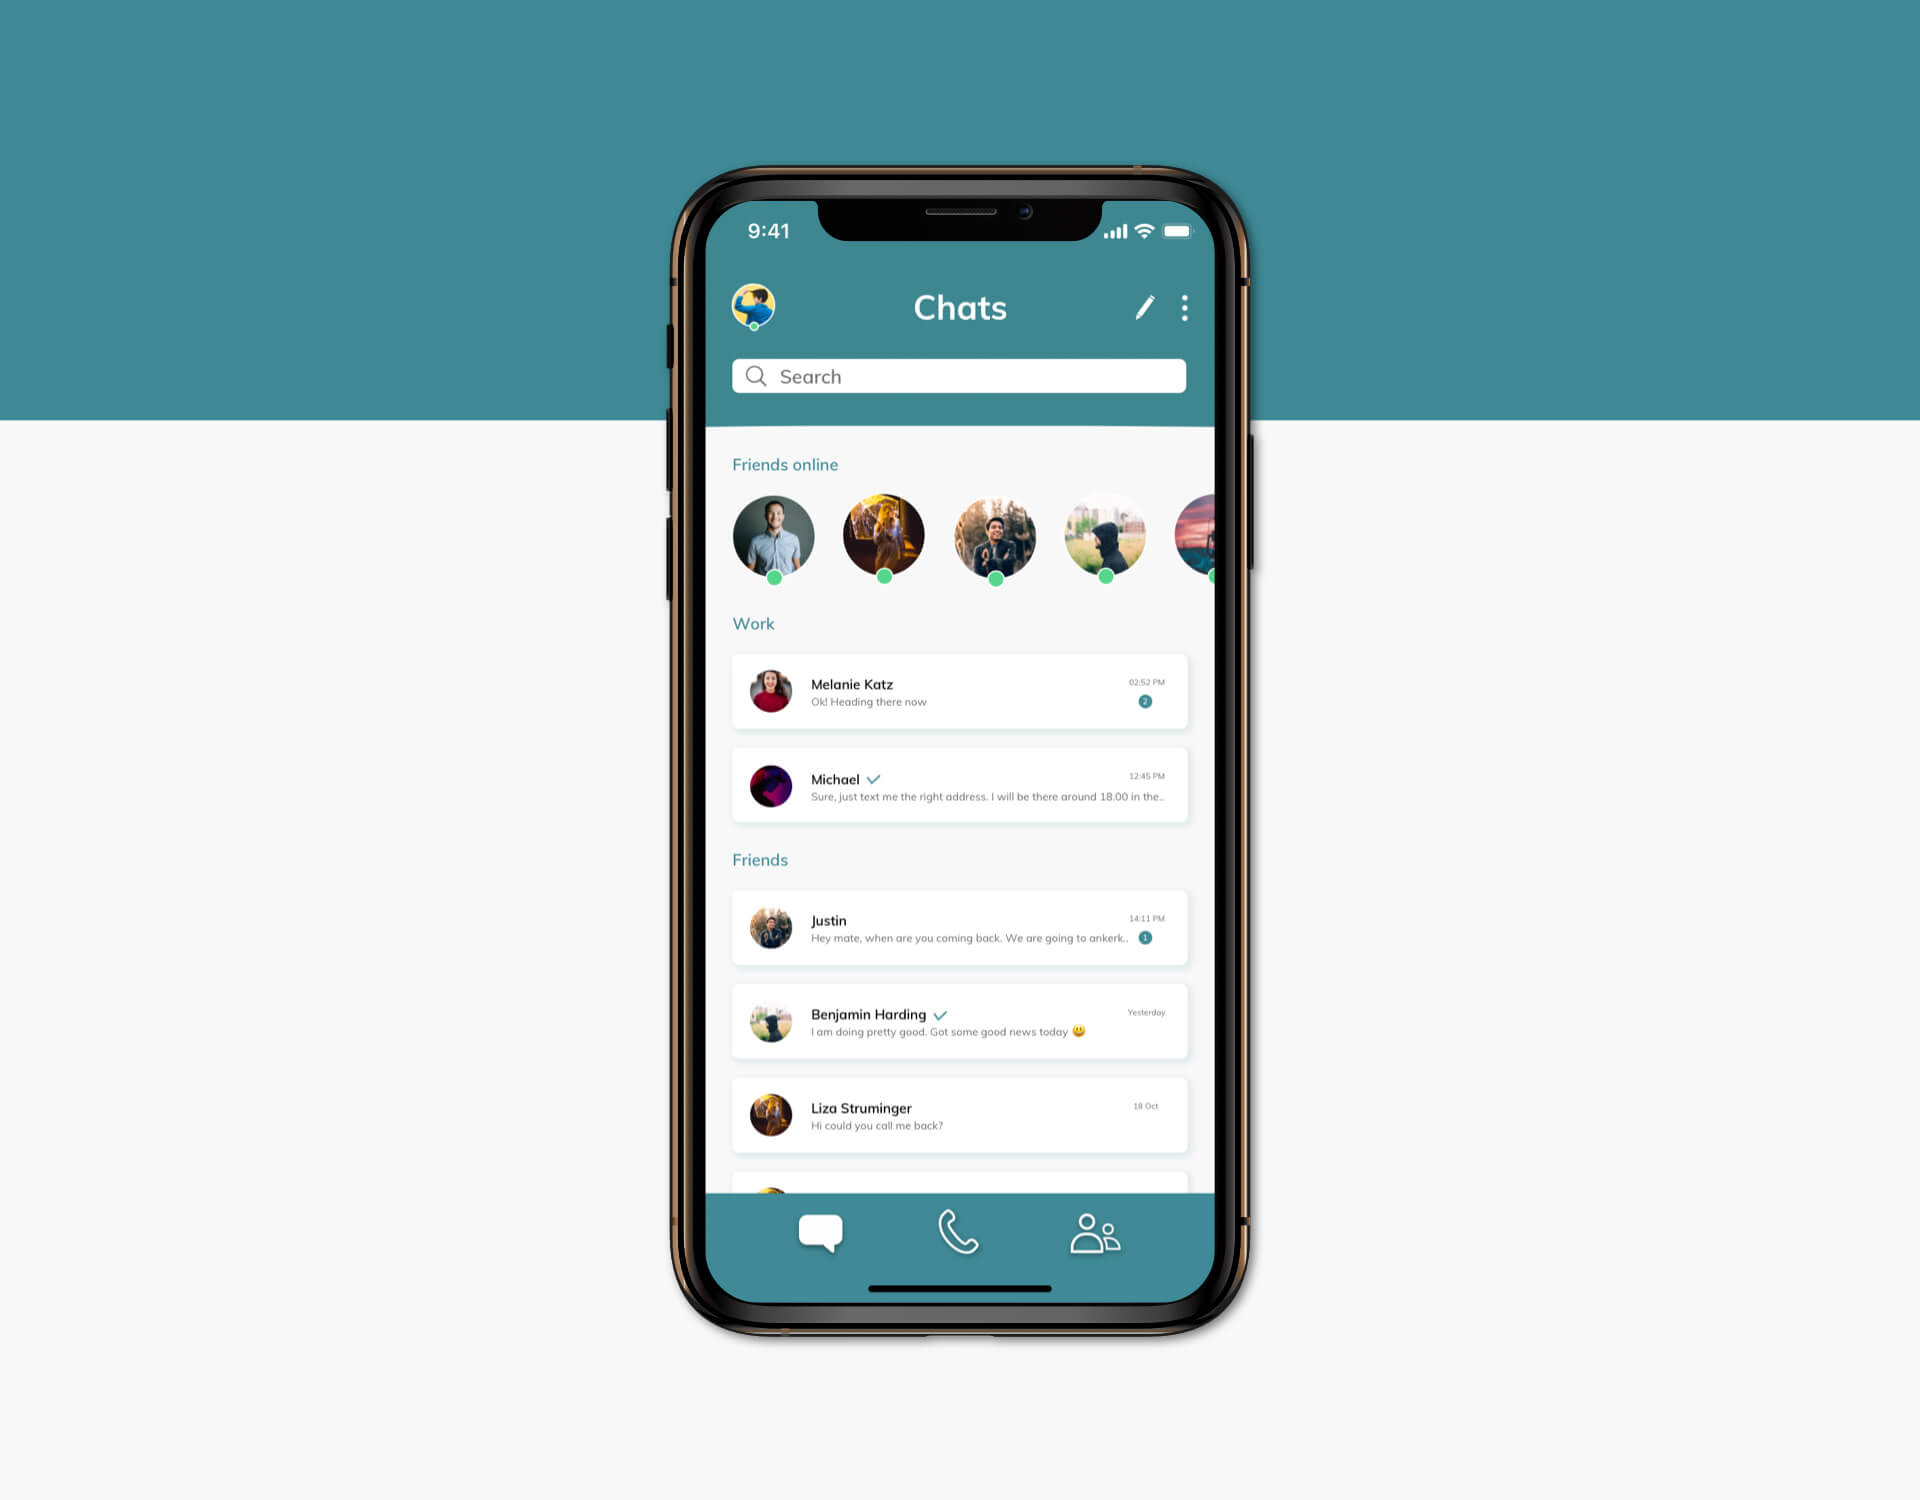 9:41
Chats
Search
Friends online
Work
Melanie Katz
02:52 PM
Ok! Heading there now
2
Michael
12:45 PM
Sure, just text me the right address. I will be there around 18.00 in the..
Friends
Justin
14:11 PM
Hey mate, when are you coming back. We are going to ankerk..
1
Benjamin Harding
Yesterday
I am doing pretty good. Got some good news today 😃
Liza Struminger
18 Oct
Hi could you call me back?